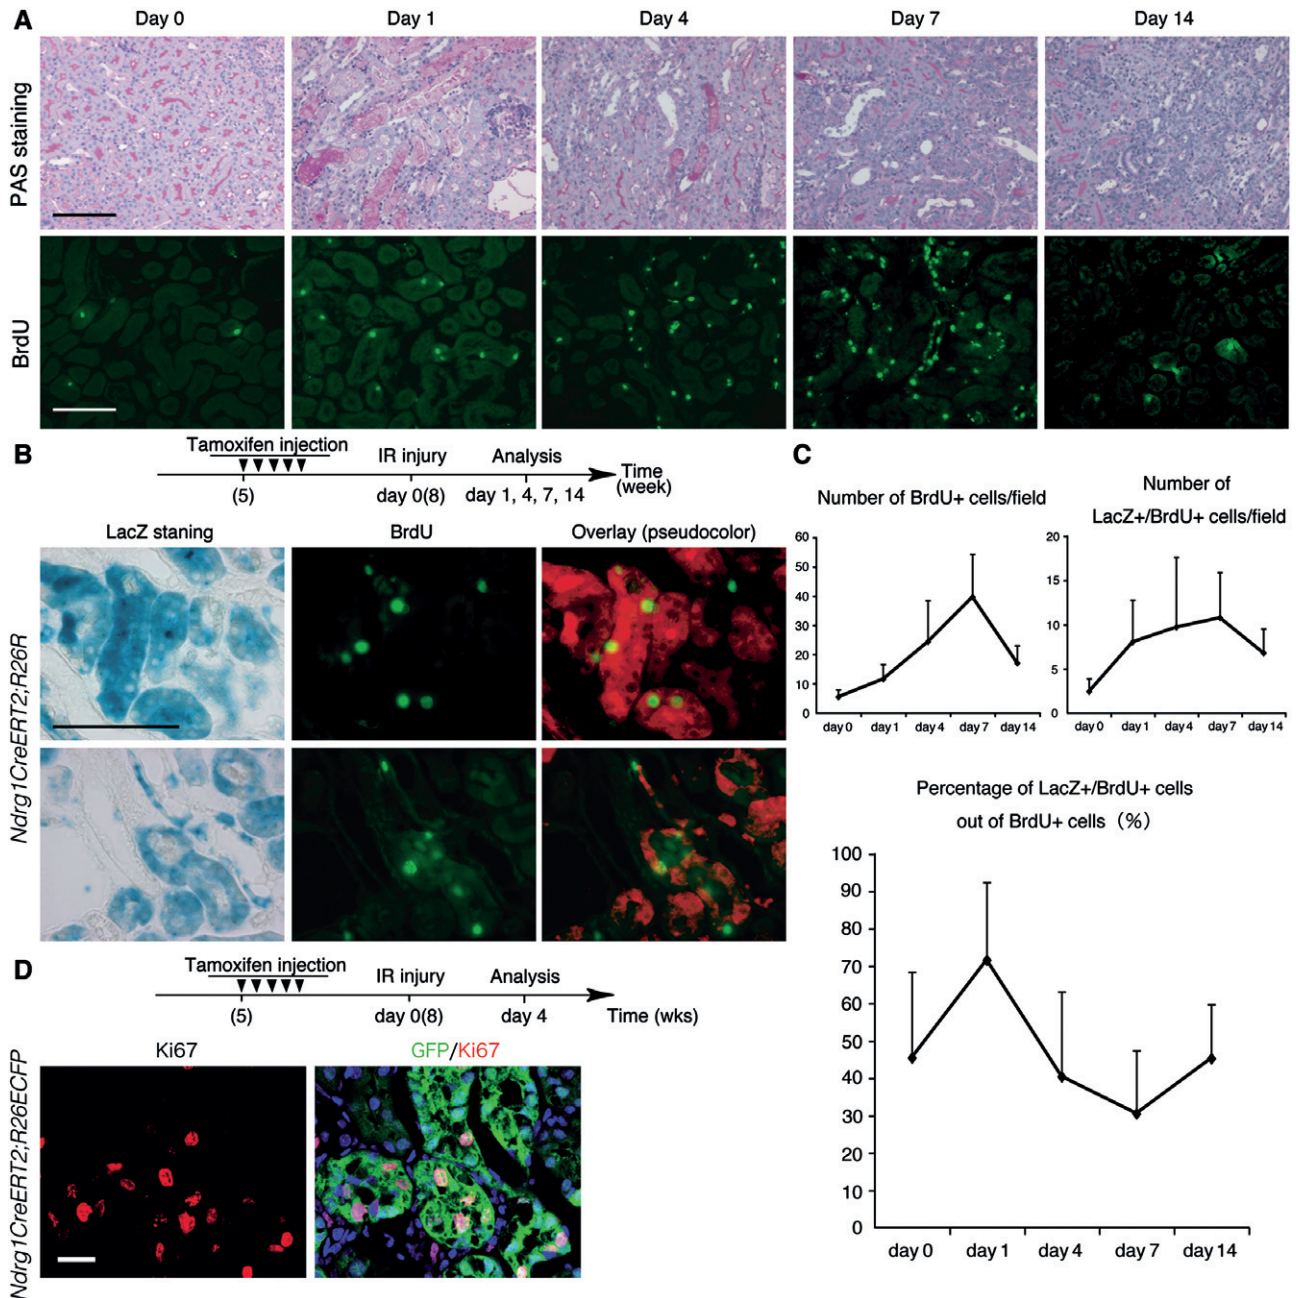 A
Day 0
Day 1
Day 4
Day 7
Day 14
PAS staining
BrdU
B
Tamoxifen injection
IR injury
Analysis
Time
(week)
(5)
day 0(8)
day 1, 4, 7, 14
LacZ staning
BrdU
Overlay (pseudocolor)
Ndrg1CreERT2;R26R
C
Number of BrdU+ cells/field
60
50
40
30
20
10
0
day 0
day 1
day 4
day 7
day 14
Number of
LacZ+/BrdU+ cells/field
20
15
10
5
0
day 0
day 1
day 4
day 7
day 14
Percentage of LacZ+/BrdU+ cells
out of BrdU+ cells (%)
100
90
80
70
60
50
40
30
20
10
0
day 0
day 1
day 4
day 7
day 14
D
Tamoxifen injection
IR injury
Analysis
(5)
day 0(8)
day 4
Time (wks)
Ki67
GFP/Ki67
Ndrg1CreERT2;R26ECFP